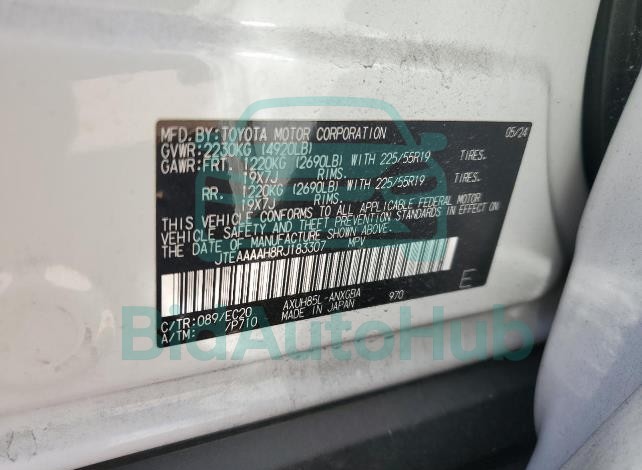 MFD. BY: TOYOTA MOTOR CORPORATION 05/24
GVWR: 2230KG (4920LB)
GAWR: FRT. 1220KG (2690LB) WITH 225/55R19
19X7J RIMS.
RR. 1220KG (2690LB) WITH 225/55R19
19X7J RIMS.
THIS VEHICLE CONFORMS TO ALL APPLICABLE FEDERAL MOTOR
VEHICLE SAFETY AND THEFT PREVENTION STANDARDS IN EFFECT ON
THE DATE OF MANUFACTURE SHOWN ABOVE.
JTEAAAAH8RJ183307 MPV
E
C/TR: 089/EC20 AXUH85L-ANXGBA 970
A/TM: /P710 MADE IN JAPAN
BidAutoHub